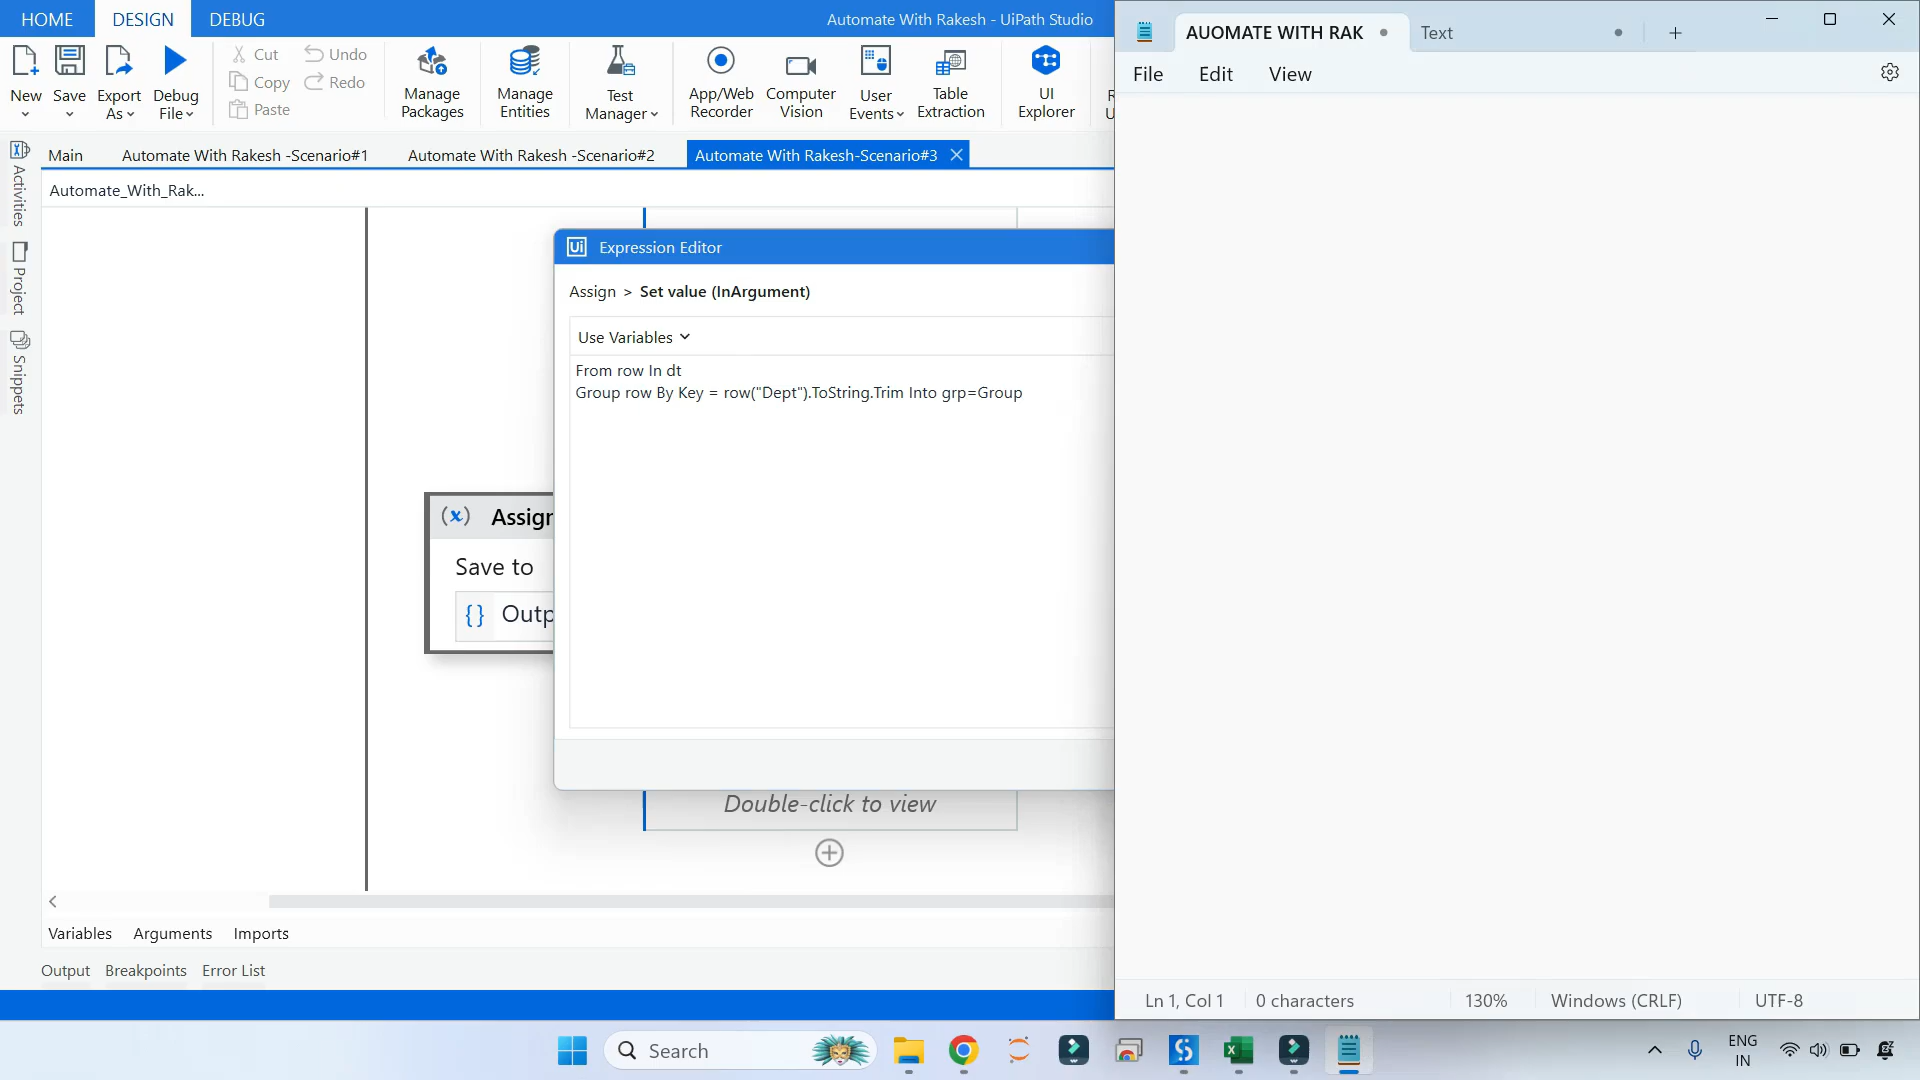 HOME DESIGN DEBUG Automate With Rakesh - UiPath Studio
New Save Export As Debug File Cut Copy Paste Undo Redo Manage Packages Manage Entities Test Manager App/Web Recorder Computer Vision User Events Table Extraction UI Explorer
Main Automate With Rakesh -Scenario#1 Automate With Rakesh -Scenario#2 Automate With Rakesh-Scenario#3
Automate_With_Rak...
Activities
Project
Snippets
Expression Editor
Assign > Set value (InArgument)
Use Variables
From row In dt
Group row By Key = row("Dept").ToString.Trim Into grp=Group
Assign
Save to
Double-click to view
Variables Arguments Imports
Output Breakpoints Error List
AUOMATE WITH RAK Text
File Edit View
Ln 1, Col 1 0 characters 130% Windows (CRLF) UTF-8
Search
ENG
IN